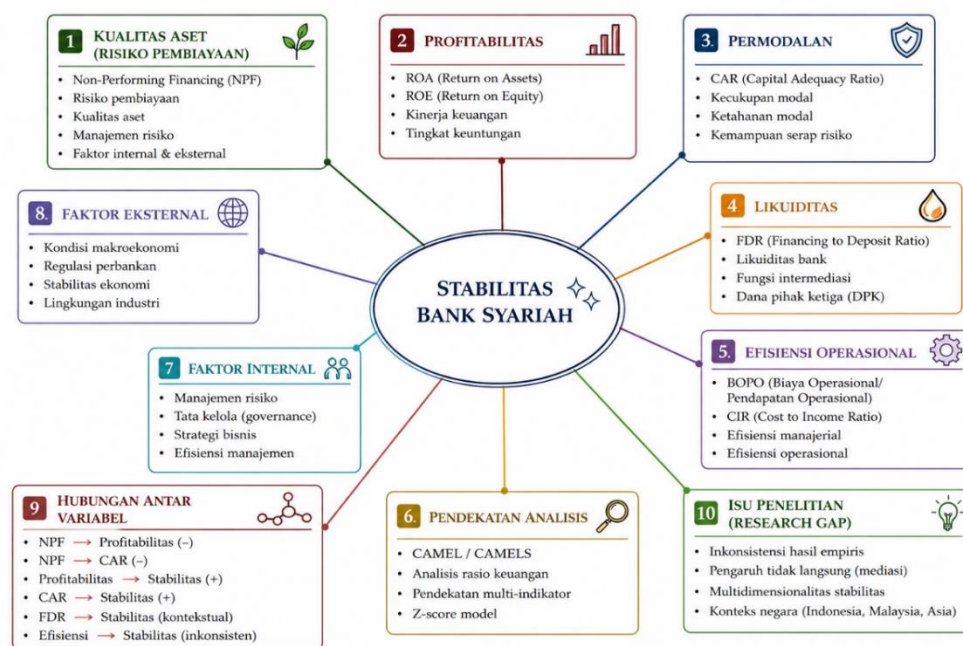 1 KUALITAS ASET
(RISIKO PEMBIAYAAN)
• Non-Performing Financing (NPF)
• Risiko pembiayaan
• Kualitas aset
• Manajemen risiko
• Faktor internal & eksternal
2 PROFITABILITAS
• ROA (Return on Assets)
• ROE (Return on Equity)
• Kinerja keuangan
• Tingkat keuntungan
3. PERMODALAN
• CAR (Capital Adequacy Ratio)
• Kecukupan modal
• Ketahanan modal
• Kemampuan serap risiko
8. FAKTOR EKSTERNAL
• Kondisi makroekonomi
• Regulasi perbankan
• Stabilitas ekonomi
• Lingkungan industri
STABILITAS
BANK SYARIAH
4. LIKUIDITAS
• FDR (Financing to Deposit Ratio)
• Likuiditas bank
• Fungsi intermediasi
• Dana pihak ketiga (DPK)
7 FAKTOR INTERNAL
• Manajemen risiko
• Tata kelola (governance)
• Strategi bisnis
• Efisiensi manajemen
5. EFISIENSI OPERASIONAL
• BOPO (Biaya Operasional/
Pendapatan Operasional)
• CIR (Cost to Income Ratio)
• Efisiensi manajerial
• Efisiensi operasional
9 HUBUNGAN ANTAR
VARIABEL
• NPF → Profitabilitas (–)
• NPF → CAR (–)
• Profitabilitas → Stabilitas (+)
• CAR → Stabilitas (+)
• FDR → Stabilitas (kontekstual)
• Efisiensi → Stabilitas (inkonsisten)
6. PENDEKATAN ANALISIS
• CAMEL / CAMELS
• Analisis rasio keuangan
• Pendekatan multi-indikator
• Z-score model
10 ISU PENELITIAN
(RESEARCH GAP)
• Inkonsistensi hasil empiris
• Pengaruh tidak langsung (mediasi)
• Multidimensionalitas stabilitas
• Konteks negara (Indonesia, Malaysia, Asia)